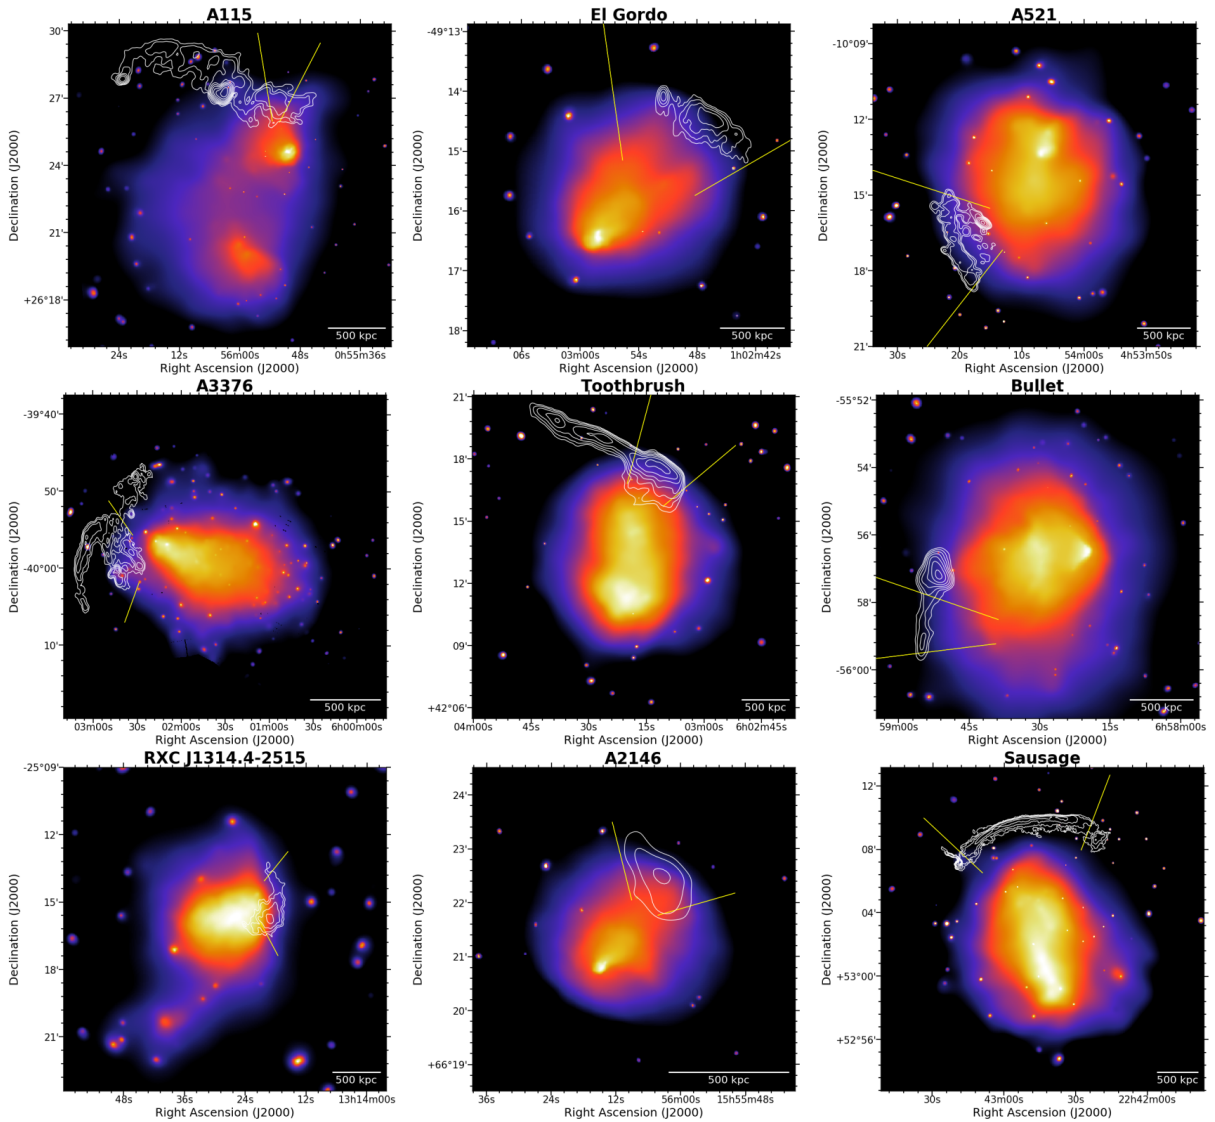 A115
Declination (J2000)
30'
27'
24'
21'
+26°18'
500 kpc
24s 12s 56m00s 48s 0h55m36s
Right Ascension (J2000)
El Gordo
Declination (J2000)
-49°13'
14'
15'
16'
17'
18'
500 kpc
06s 03m00s 54s 48s 1h02m42s
Right Ascension (J2000)
A521
Declination (J2000)
-10°09'
12'
15'
18'
21'
500 kpc
30s 20s 10s 54m00s 4h53m50s
Right Ascension (J2000)
A3376
Declination (J2000)
-39°40'
50'
-40°00'
10'
500 kpc
03m00s 30s 02m00s 30s 01m00s 30s 6h00m00s
Right Ascension (J2000)
Toothbrush
Declination (J2000)
21'
18'
15'
12'
09'
+42°06'
500 kpc
04m00s 45s 30s 15s 03m00s 6h02m45s
Right Ascension (J2000)
Bullet
Declination (J2000)
-55°52'
54'
56'
58'
-56°00'
500 kpc
59m00s 45s 30s 15s 6h58m00s
Right Ascension (J2000)
RXC J1314.4-2515
Declination (J2000)
-25°09'
12'
15'
18'
21'
500 kpc
48s 36s 24s 12s 13h14m00s
Right Ascension (J2000)
A2146
Declination (J2000)
24'
23'
22'
21'
20'
+66°19'
500 kpc
36s 24s 12s 56m00s 15h55m48s
Right Ascension (J2000)
Sausage
Declination (J2000)
12'
08'
04'
+53°00'
+52°56'
500 kpc
30s 43m00s 30s 22h42m00s
Right Ascension (J2000)